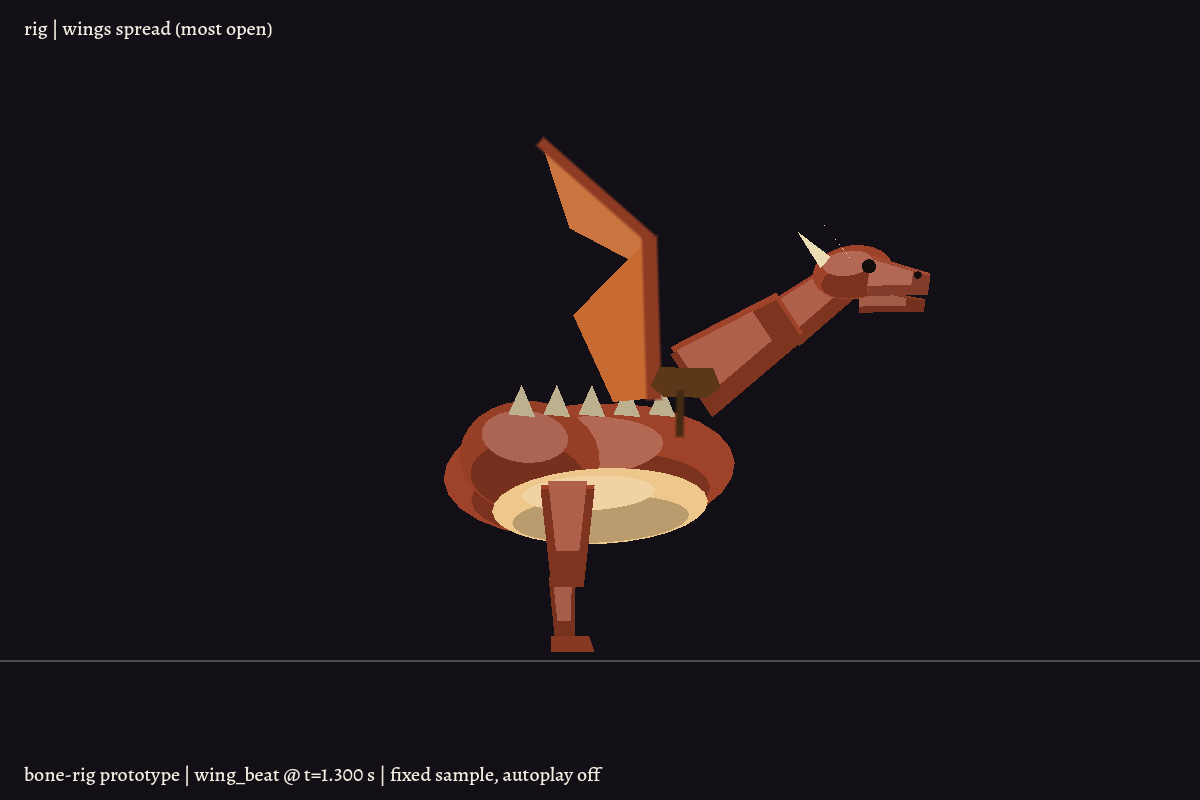 rig | wings spread (most open)
bone-rig prototype | wing_beat @ t=1.300 s | fixed sample, autoplay off